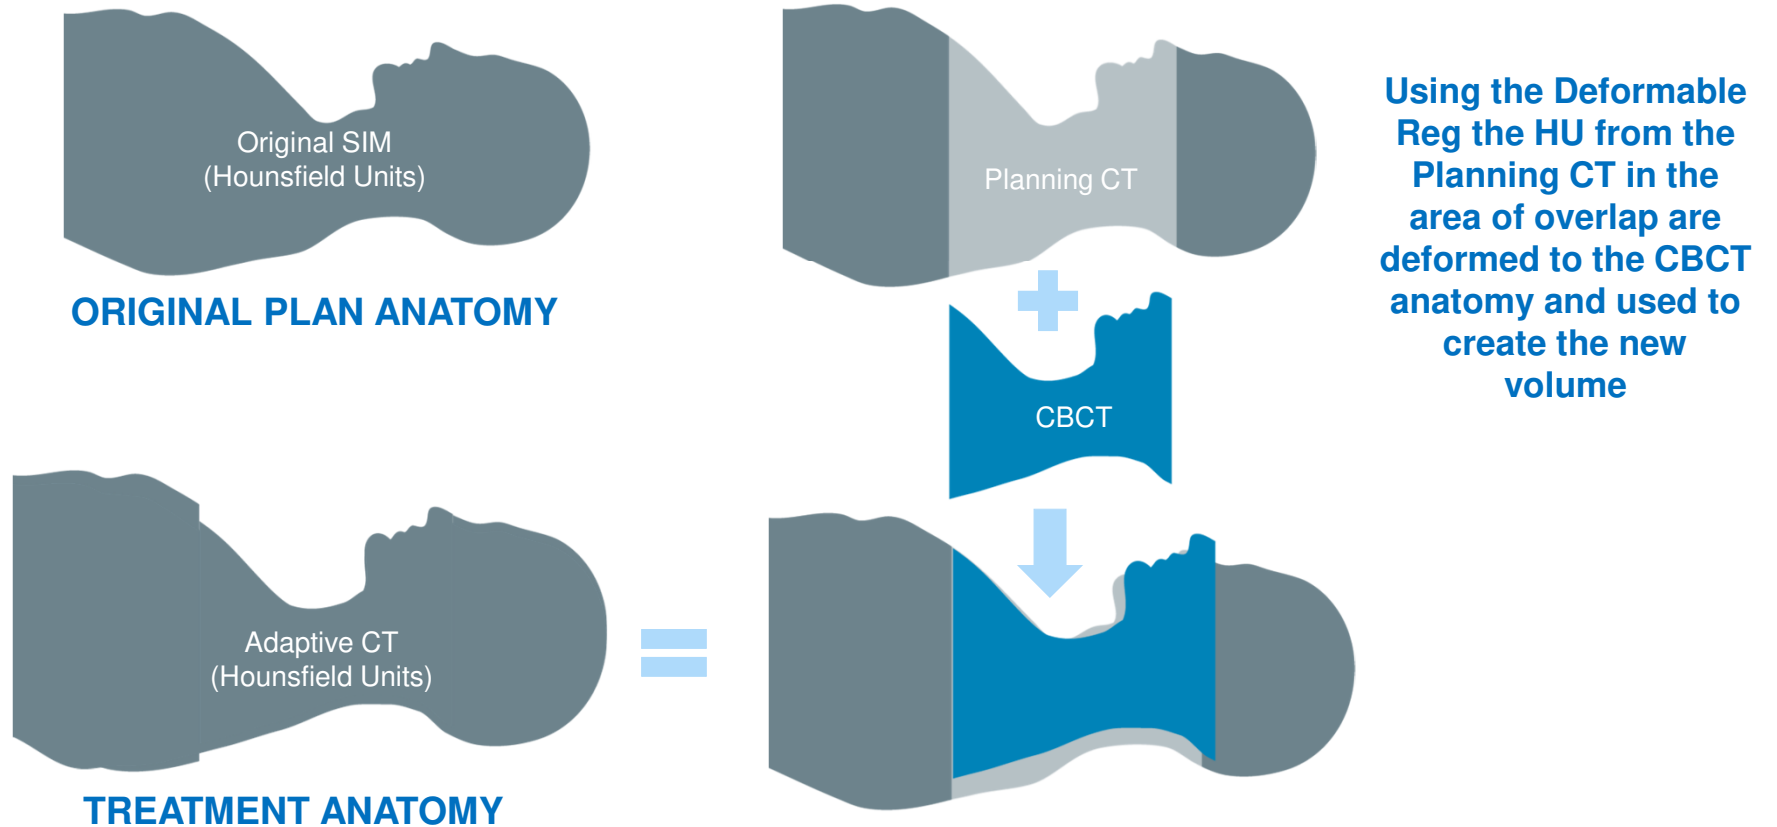 Original SIM
(Hounsfield Units)
ORIGINAL PLAN ANATOMY
Planning CT
CBCT
Using the Deformable
Reg the HU from the
Planning CT in the
area of overlap are
deformed to the CBCT
anatomy and used to
create the new
volume
Adaptive CT
(Hounsfield Units)
TREATMENT ANATOMY